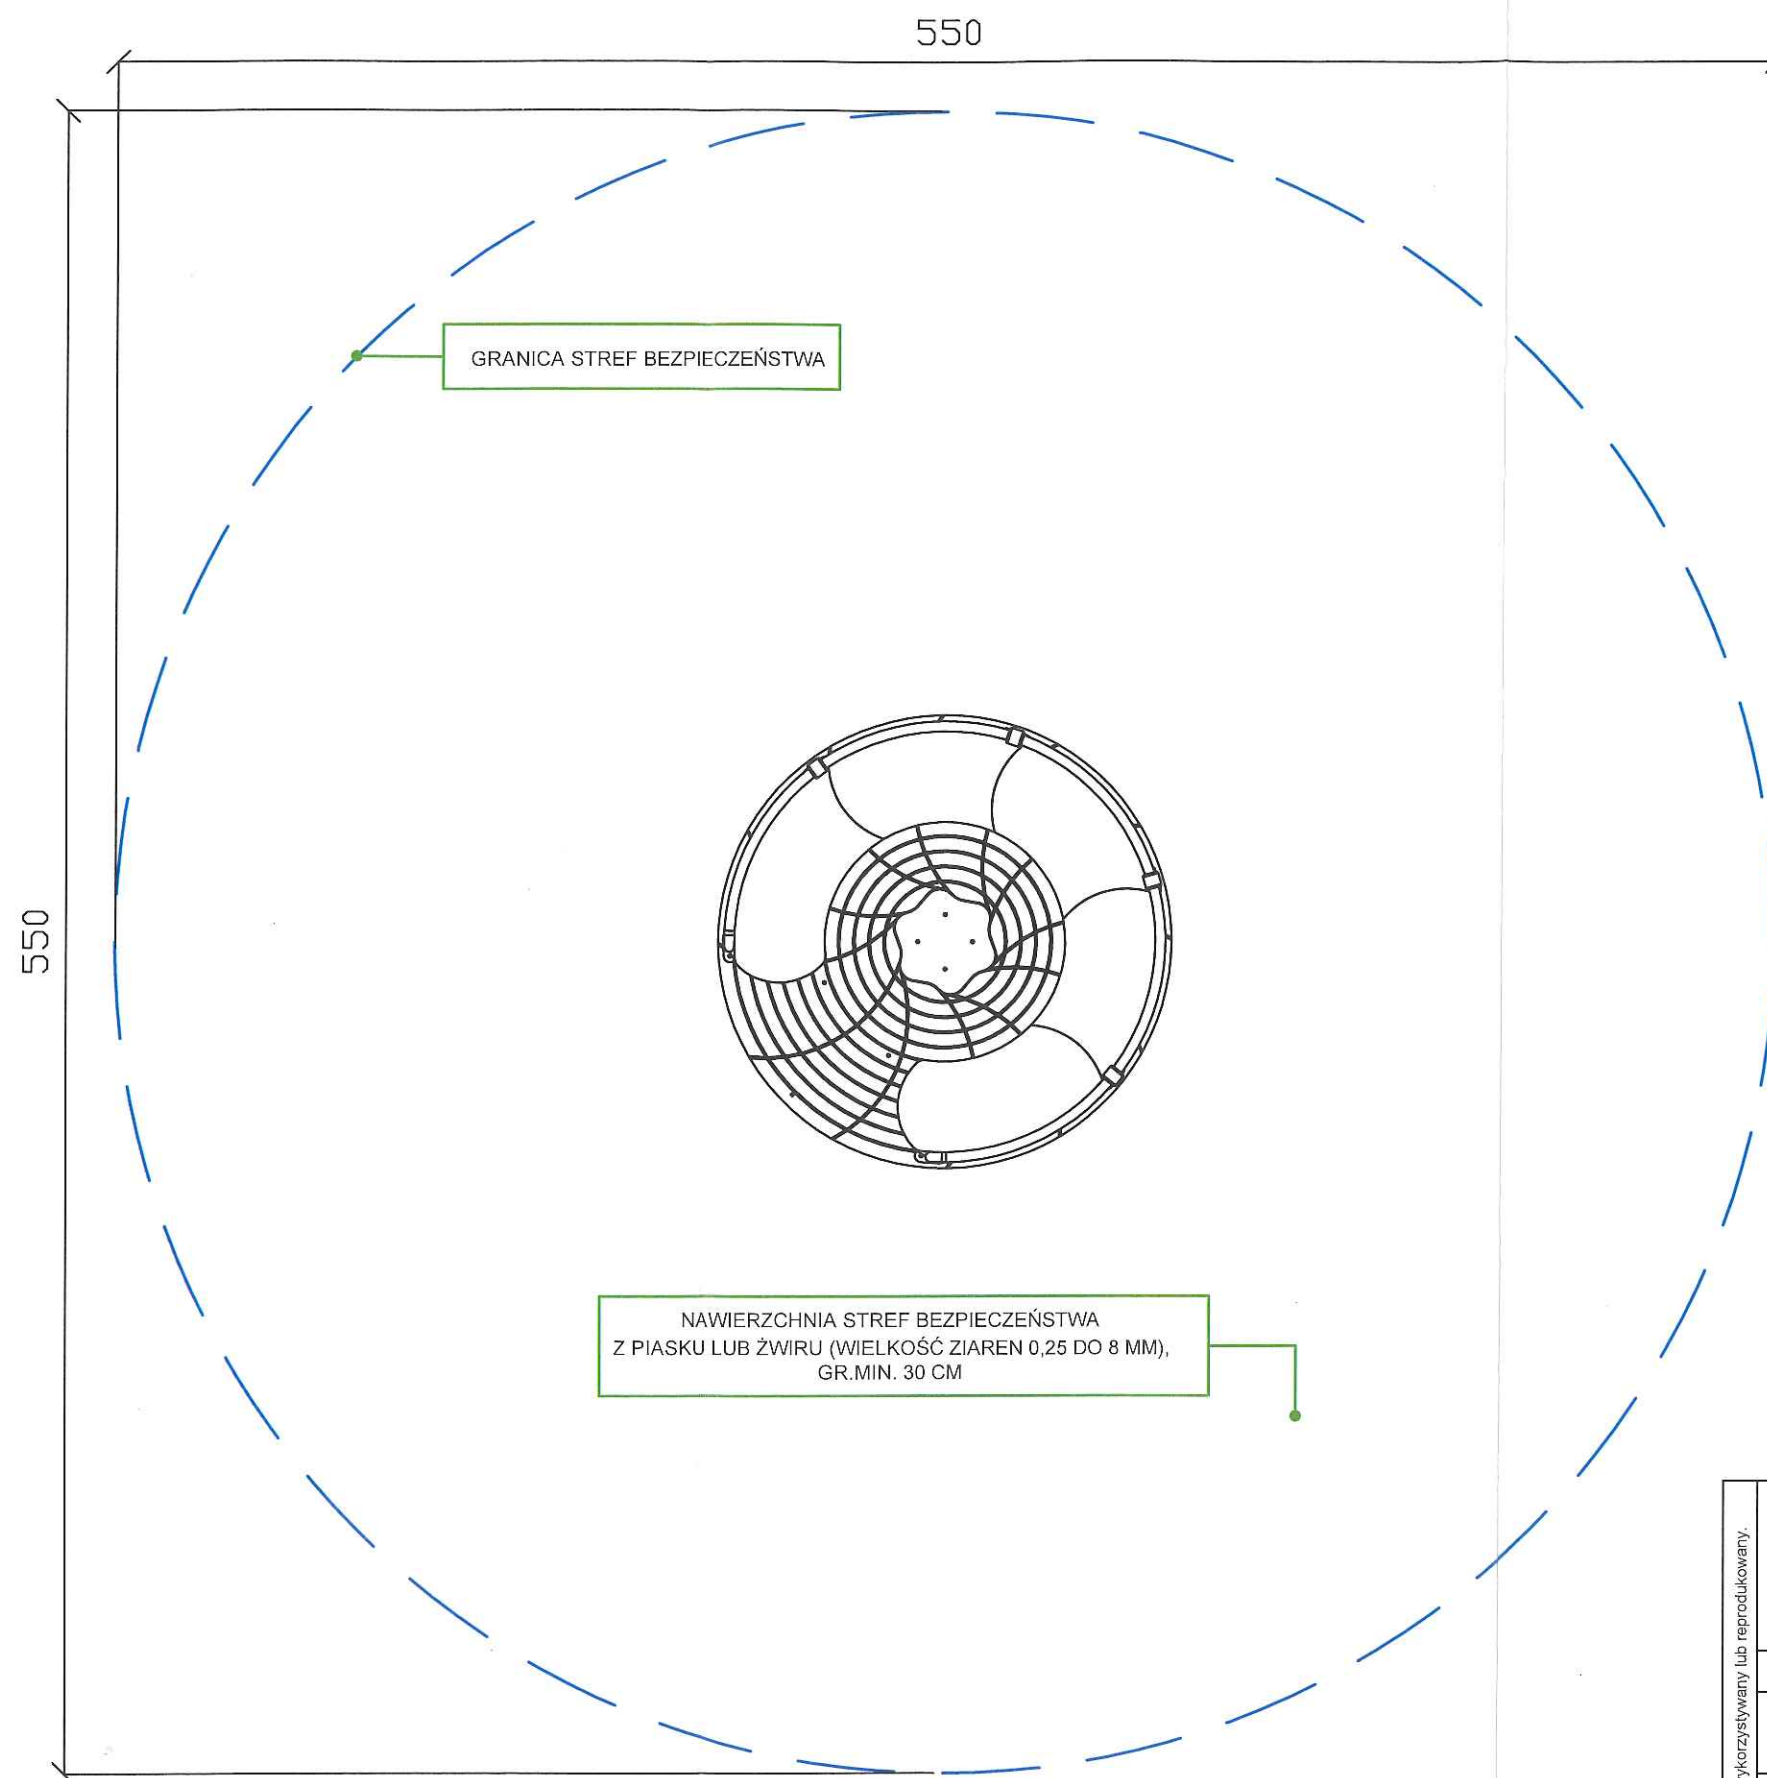 550
GRANICA STREF BEZPIECZEŃSTWA
550
NAWIERZCHNIA STREF BEZPIECZEŃSTWA
Z PIASKU LUB ŻWIRU (WIELKOŚĆ ZIAREN 0,25 DO 8 MM),
GR.MIN. 30 CM
lub reprodukowany.